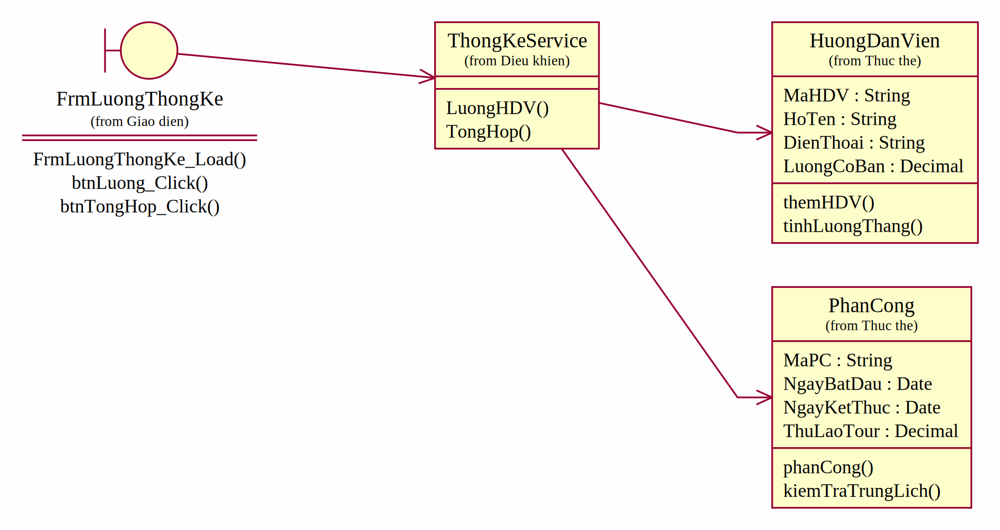 FrmLuongThongKe
(from Giao dien)
FrmLuongThongKe_Load()
btnLuong_Click()
btnTongHop_Click()
ThongKeService
(from Dieu khien)
LuongHDV()
TongHop()
HuongDanVien
(from Thuc the)
MaHDV : String
HoTen : String
DienThoai : String
LuongCoBan : Decimal
themHDV()
tinhLuongThang()
PhanCong
(from Thuc the)
MaPC : String
NgayBatDau : Date
NgayKetThuc : Date
ThuLaoTour : Decimal
phanCong()
kiemTraTrungLich()